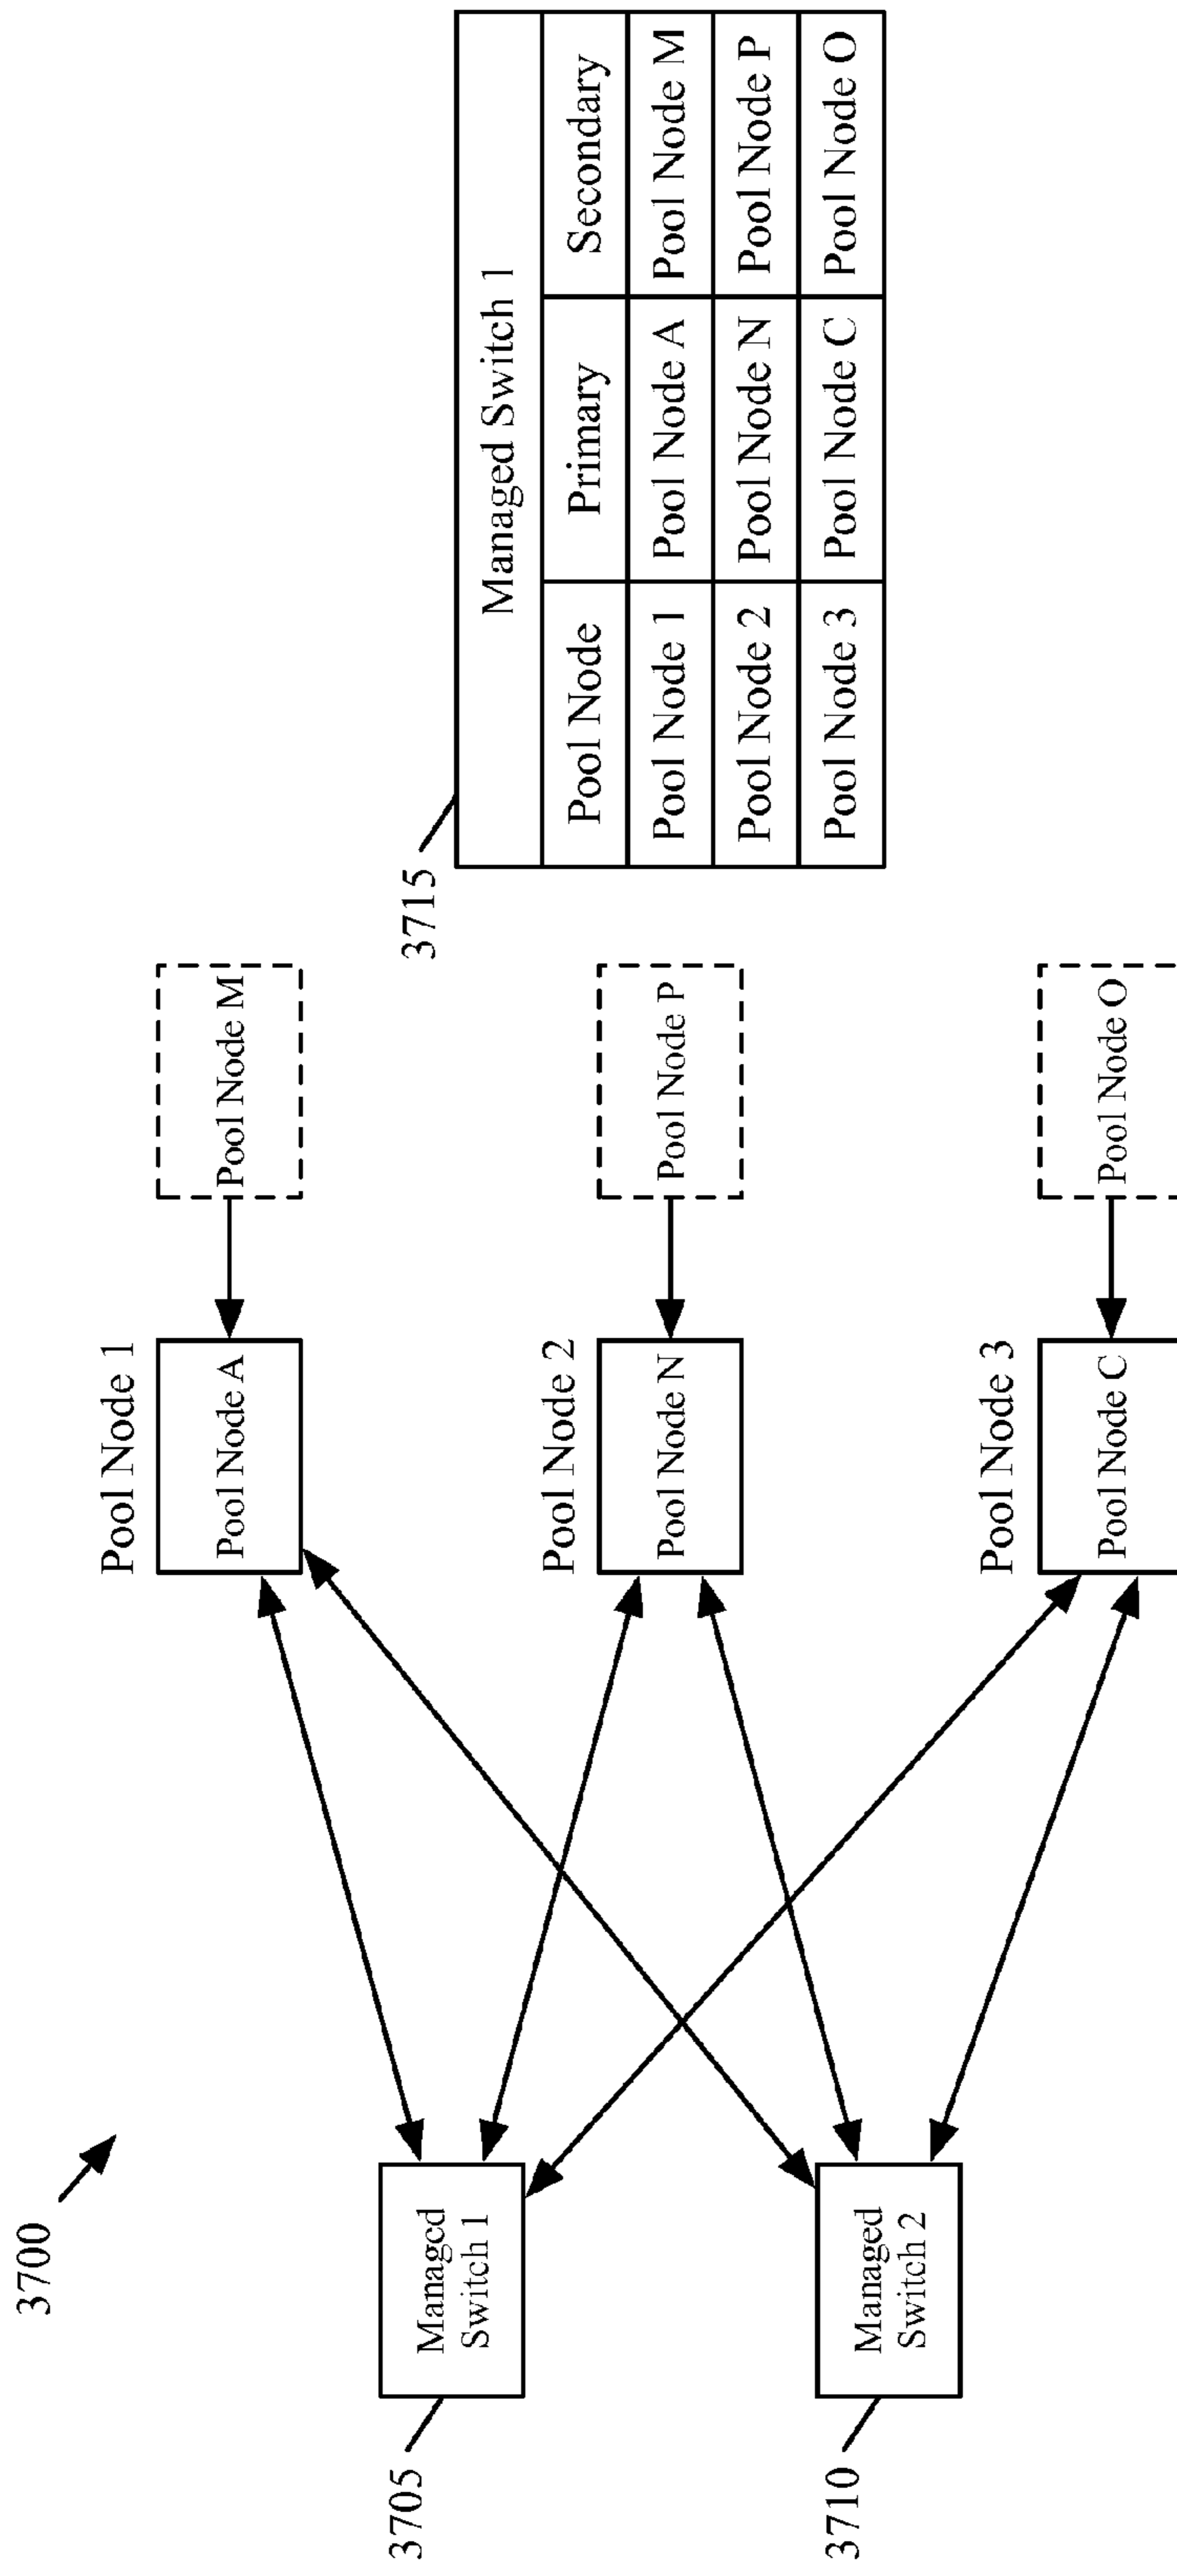 3700
3705
Managed
Switch 1
3710
Managed
Switch 2
Pool Node 1
Pool Node A
Pool Node M
Pool Node 2
Pool Node N
Pool Node P
Pool Node 3
Pool Node C
Pool Node O
3715
Managed Switch 1
Pool Node Primary Secondary
Pool Node 1 Pool Node A Pool Node M
Pool Node 2 Pool Node N Pool Node P
Pool Node 3 Pool Node C Pool Node O